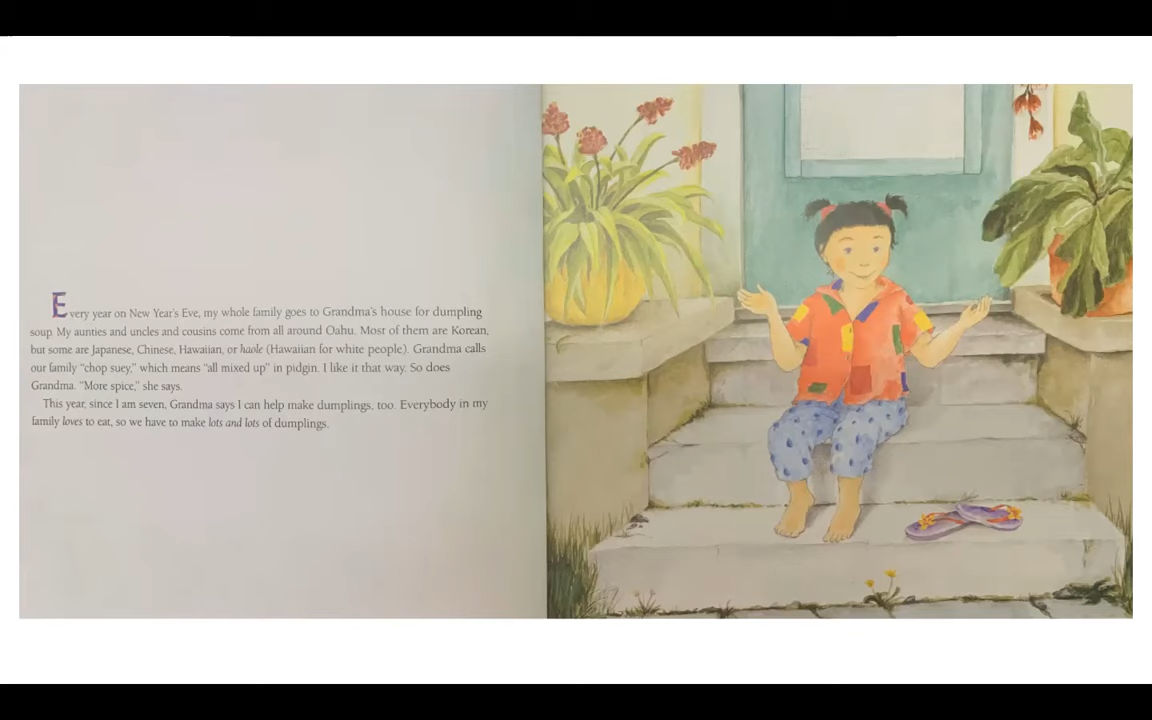 Every year on New Year's Eve, my whole family goes to Grandma's house for dumpling
soup. My aunties and uncles and cousins come from all around Oahu. Most of them are Korean,
but some are Japanese, Chinese, Hawaiian, or haole (Hawaiian for white people). Grandma calls
our family "chop suey," which means "all mixed up" in pidgin. I like it that way. So does
Grandma. "More spice," she says.
This year, since I am seven, Grandma says I can help make dumplings, too. Everybody in my
family loves to eat, so we have to make lots and lots of dumplings.